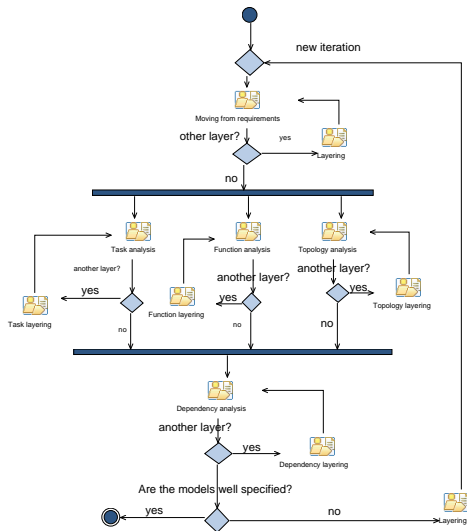 new iteration
Moving from requirements
other layer?
yes
Layering
no
Task analysis
Function analysis
Topology analysis
another layer?
another layer?
another layer?
yes
yes
yes
Task layering
Function layering
Topology layering
no
no
no
Dependency analysis
another layer?
yes
Dependency layering
Are the models well specified?
yes
no
Layering